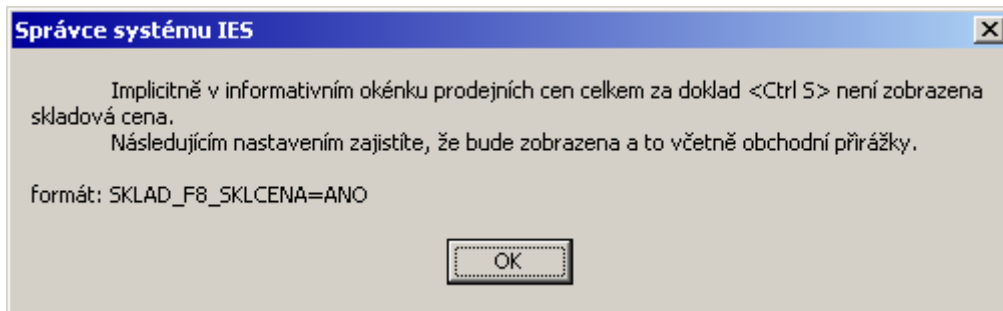 Správce systému IES
Implicitně v informativním okénku prodejních cen celkem za doklad <Ctrl S> není zobrazena
skladová cena.
Následujícím nastavením zajistíte, že bude zobrazena a to včetně obchodní přirážky.
formát: SKLAD_F8_SKLCENA=ANO
OK